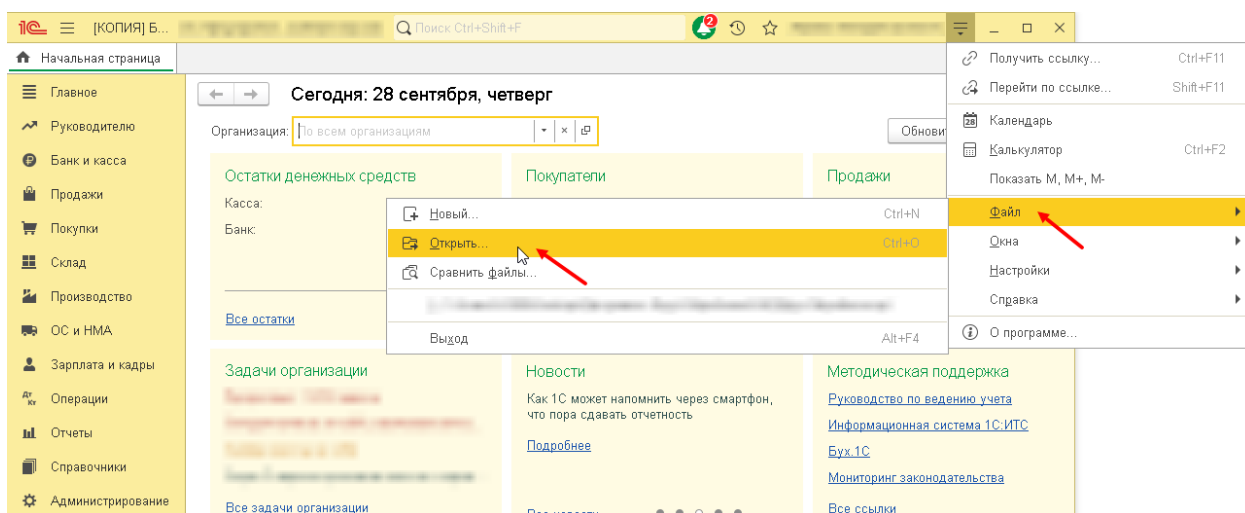 1С [КОПИЯ] Б... Поиск Ctrl+Shift+F 2
Начальная страница
Главное
Руководителю
Банк и касса
Продажи
Покупки
Склад
Производство
ОС и НМА
Зарплата и кадры
Дт Кт Операции
Отчеты
Справочники
Администрирование
Сегодня: 28 сентября, четверг
Организация: По всем организациям
Обновит
Остатки денежных средств
Касса:
Банк:
Все остатки
Покупатели
Продажи
Новый... Ctrl+N
Открыть... Ctrl+O
Сравнить файлы...
Выход Alt+F4
Получить ссылку... Ctrl+F11
Перейти по ссылке... Shift+F11
28 Календарь
Калькулятор Ctrl+F2
Показать M, M+, M-
Файл
Окна
Настройки
Справка
О программе...
Задачи организации
Все задачи организации
Новости
Как 1С может напомнить через смартфон,
что пора сдавать отчетность
Подробнее
Все новости
Методическая поддержка
Руководство по ведению учета
Информационная система 1С:ИТС
Бух.1С
Мониторинг законодательства
Все ссылки